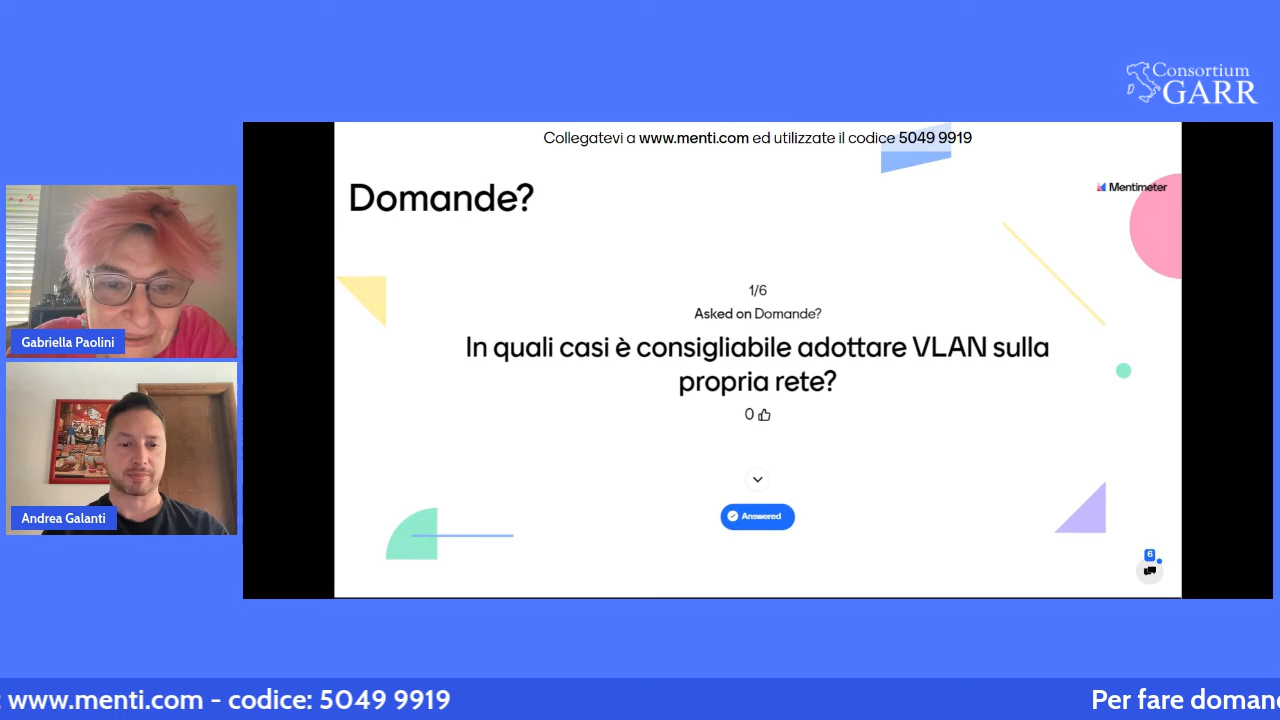 Consortium
GARR
Collegatevi a www.menti.com ed utilizzate il codice 5049 9919
Mentimeter
Domande?
1/6
Asked on Domande?
In quali casi è consigliabile adottare VLAN sulla
propria rete?
0
Answered
6
Gabriella Paolini
Andrea Galanti
: www.menti.com - codice: 5049 9919
Per fare doman